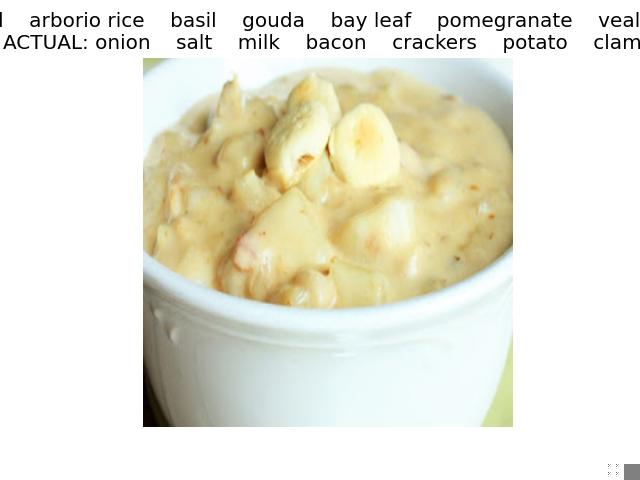 arborio rice basil gouda bay leaf pomegranate veal
ACTUAL: onion salt milk bacon crackers potato clam